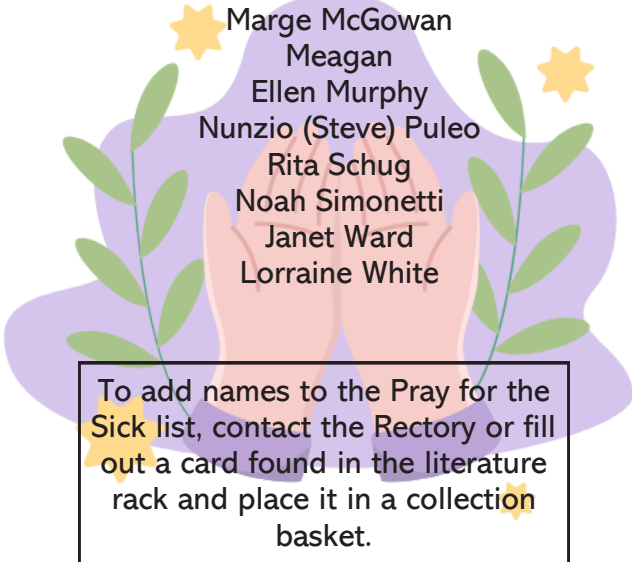 Marge McGowan
Meagan
Ellen Murphy
Nunzio (Steve) Puleo
Rita Schug
Noah Simonetti
Janet Ward
Lorraine White
To add names to the Pray for the
Sick list, contact the Rectory or fill
out a card found in the literature
rack and place it in a collection
basket.